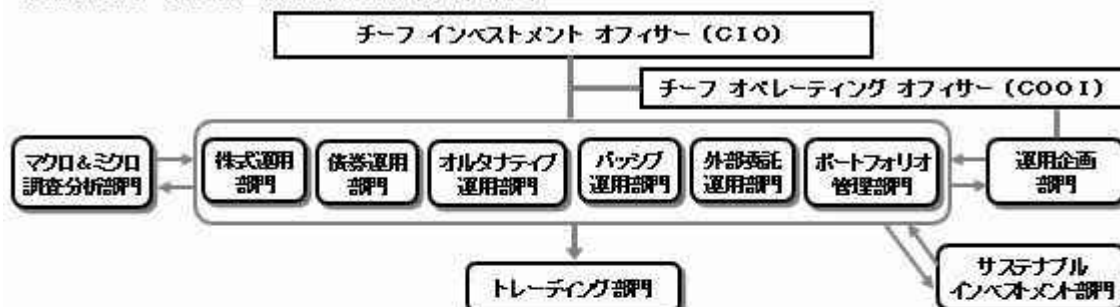 チーフ インベストメント オフィサー (CIO)
チーフ オペレーティング オフィサー (COOI)
マクロ&ミクロ
調査分析部門
株式運用
部門
債券運用
部門
オルタナティブ
運用部門
パッシブ
運用部門
外部委託
運用部門
ポートフォリオ
管理部門
運用企画
部門
トレーディング部門
サステナブル
インベストメント部門